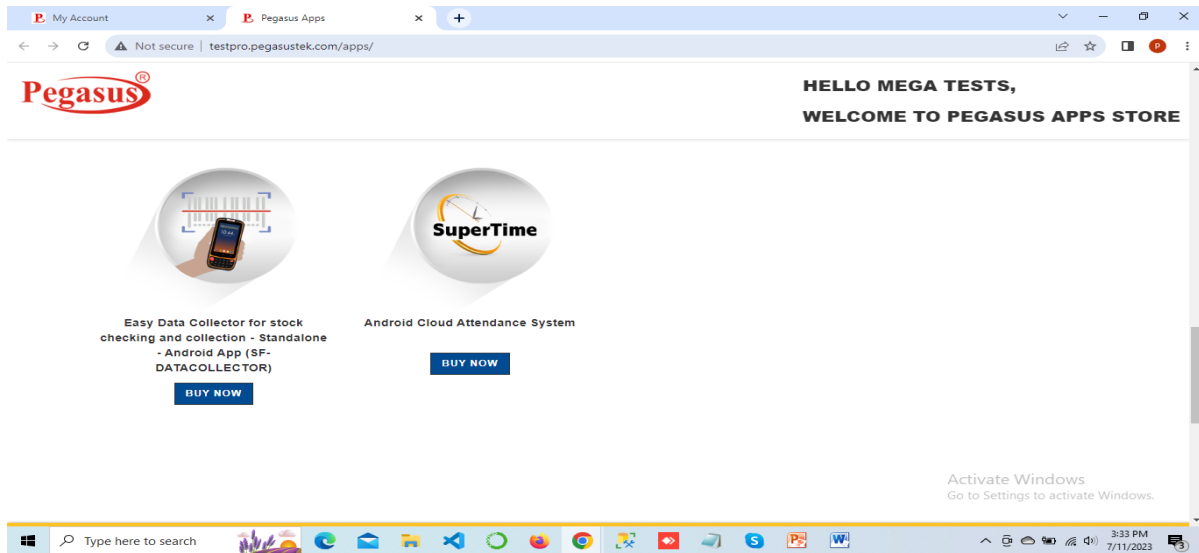 My Account
Pegasus Apps
Not secure | testpro.pegasustek.com/apps/
Pegasus®
HELLO MEGA TESTS,
WELCOME TO PEGASUS APPS STORE
10:44
SuperTime
Easy Data Collector for stock
checking and collection - Standalone
- Android App (SF-
DATACOLLECTOR)
BUY NOW
Android Cloud Attendance System
BUY NOW
Activate Windows
Go to Settings to activate Windows.
Type here to search
3:33 PM
7/11/2023
3